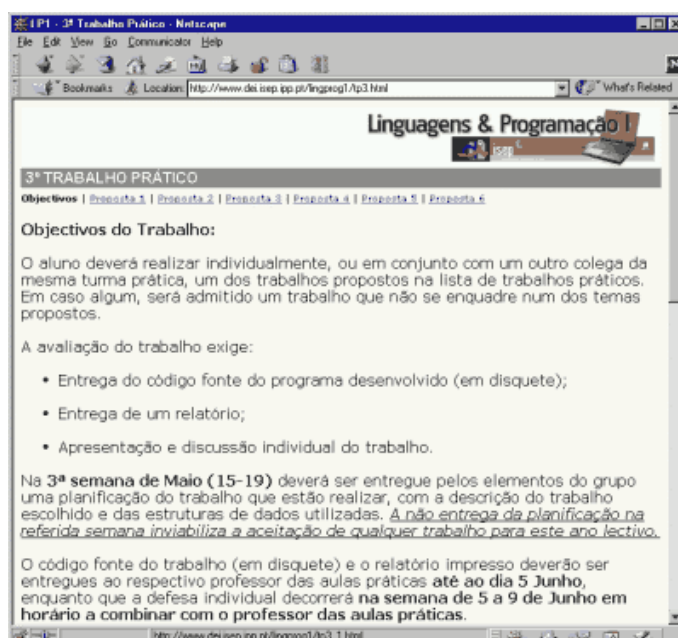 LP1 - 3º Trabalho Prático - Netscape
File Edit View Go Communicator Help
Bookmarks Location: http://www.dei.isep.ipp.pt/lingprog1/tp3.html What's Related
Linguagens & Programação I
isep
3º TRABALHO PRÁTICO
Objectivos | Proposta 1 | Proposta 2 | Proposta 3 | Proposta 4 | Proposta 5 | Proposta 6
Objectivos do Trabalho:
O aluno deverá realizar individualmente, ou em conjunto com um outro colega da
mesma turma prática, um dos trabalhos propostos na lista de trabalhos práticos.
Em caso algum, será admitido um trabalho que não se enquadre num dos temas
propostos.
A avaliação do trabalho exige:
• Entrega do código fonte do programa desenvolvido (em disquete);
• Entrega de um relatório;
• Apresentação e discussão individual do trabalho.
Na 3ª semana de Maio (15-19) deverá ser entregue pelos elementos do grupo
uma planificação do trabalho que estão realizar, com a descrição do trabalho
escolhido e das estruturas de dados utilizadas. A não entrega da planificação na
referida semana inviabiliza a aceitação de qualquer trabalho para este ano lectivo.
O código fonte do trabalho (em disquete) e o relatório impresso deverão ser
entregues ao respectivo professor das aulas práticas até ao dia 5 Junho,
enquanto que a defesa individual decorrerá na semana de 5 a 9 de Junho em
horário a combinar com o professor das aulas práticas.
http://www.dei.isep.ipp.pt/lingprog1/tp3_1.html